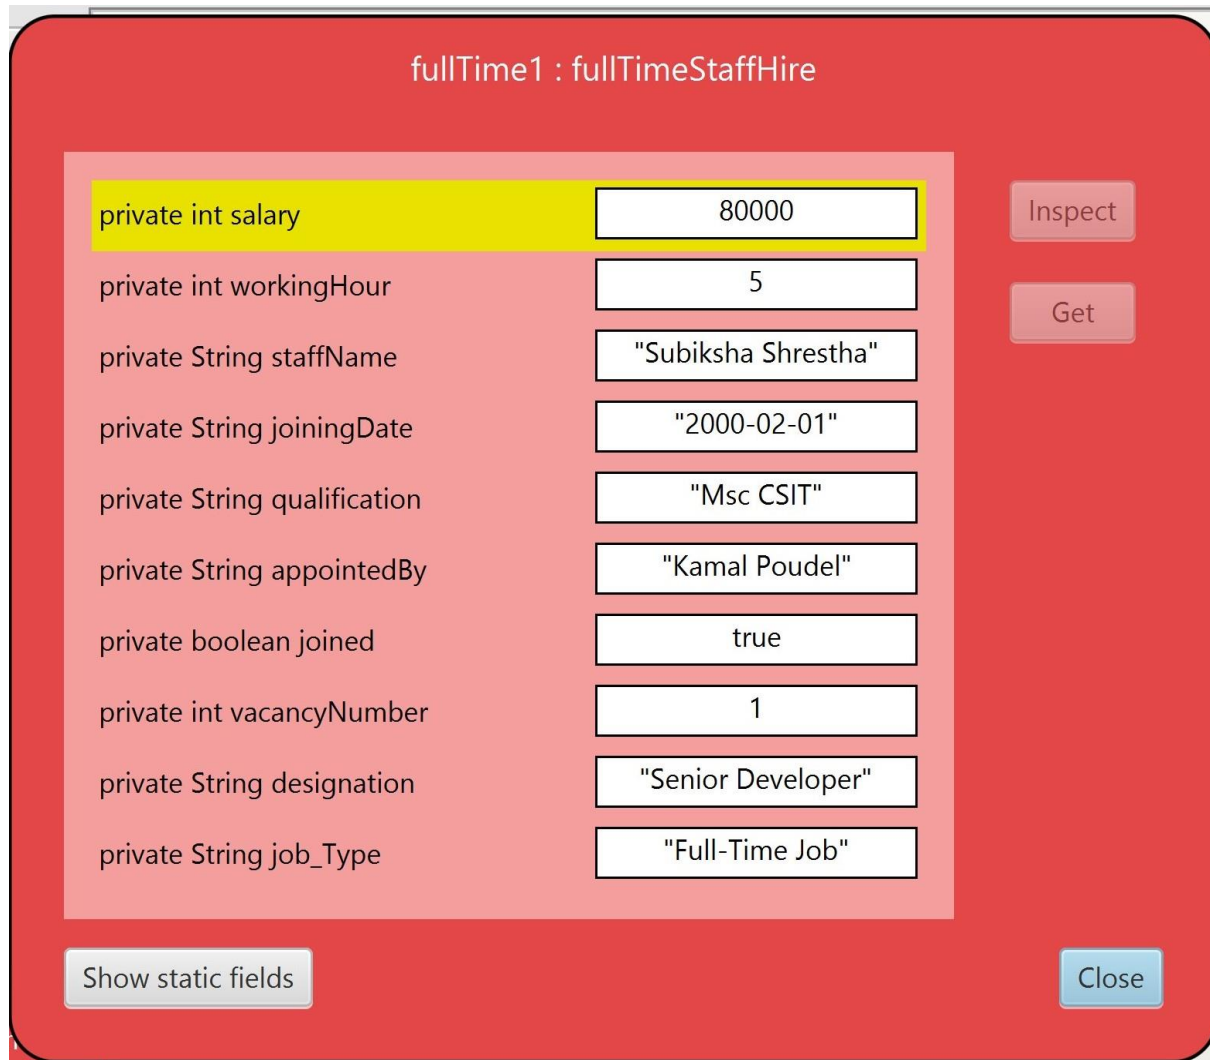 fullTime1 : fullTimeStaffHire
private int salary 80000
Inspect
private int workingHour 5
Get
private String staffName "Subiksha Shrestha"
private String joiningDate "2000-02-01"
private String qualification "Msc CSIT"
private String appointedBy "Kamal Poudel"
private boolean joined true
private int vacancyNumber 1
private String designation "Senior Developer"
private String job_Type "Full-Time Job"
Show static fields
Close